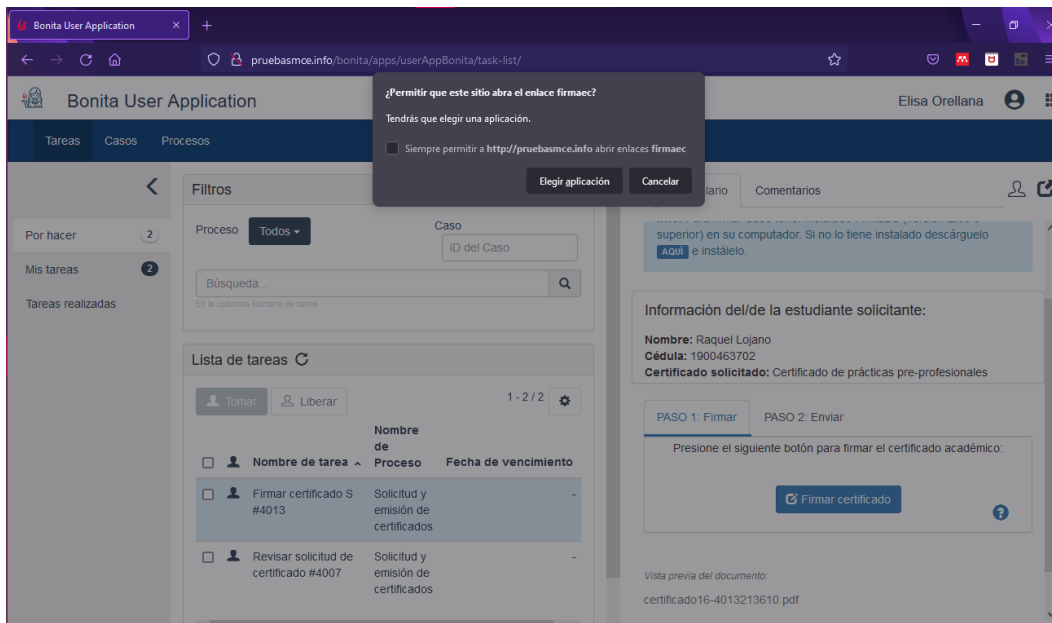 Bonita User Application
pruebasmce.info/bonita/apps/userAppBonita/task-list/
Bonita User Application
Elisa Orellana
Tareas Casos Procesos
¿Permitir que este sitio abra el enlace firmaec?
Tendrás que elegir una aplicación.
Siempre permitir a http://pruebasmce.info abrir enlaces firmaec
Elegir aplicación Cancelar
Por hacer 2
Mis tareas 2
Tareas realizadas
Filtros
Proceso Todos
Caso
ID del Caso
Búsqueda...
En la columna Nombre de tarea
Lista de tareas
Tomar Liberar 1 - 2 / 2
Nombre de tarea Nombre de Proceso Fecha de vencimiento
Firmar certificado S #4013 Solicitud y emisión de certificados -
Revisar solicitud de certificado #4007 Solicitud y emisión de certificados -
lario Comentarios
superior) en su computador. Si no lo tiene instalado descárguelo
AQUÍ e instálelo.
Información del/de la estudiante solicitante:
Nombre: Raquel Lojano
Cédula: 1900463702
Certificado solicitado: Certificado de prácticas pre-profesionales
PASO 1: Firmar PASO 2: Enviar
Presione el siguiente botón para firmar el certificado académico:
Firmar certificado
Vista previa del documento:
certificado16-4013213610.pdf